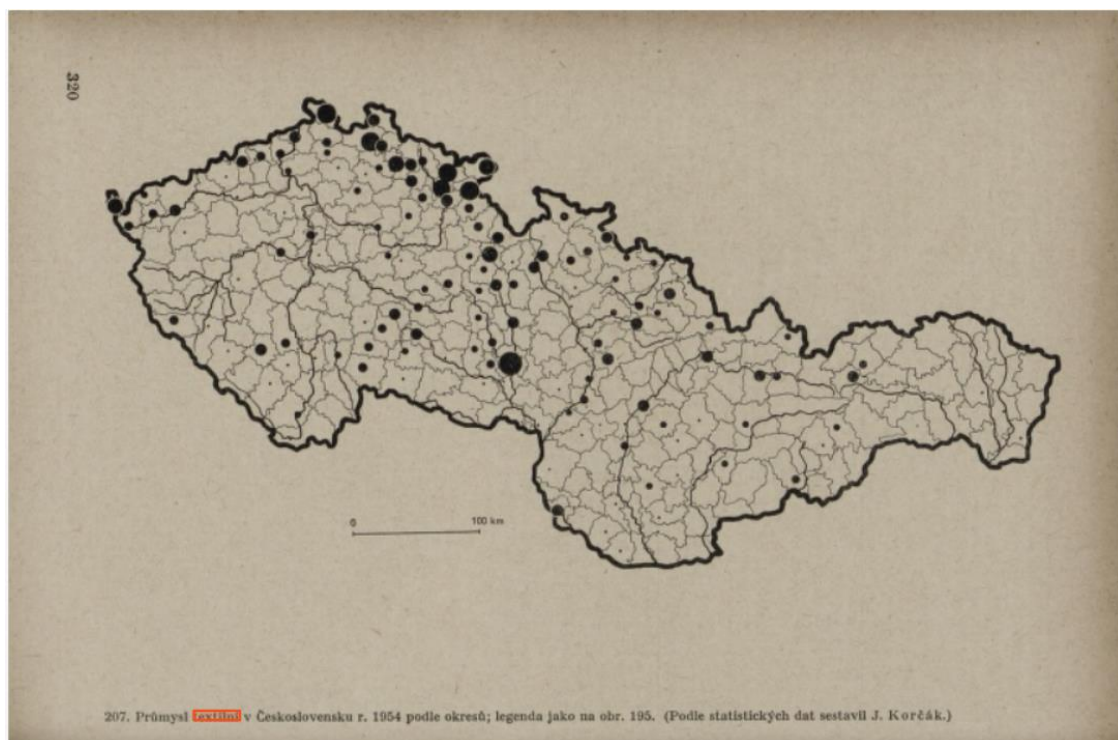 320
0 100 km
207. Průmysl textilní v Československu r. 1954 podle okresů; legenda jako na obr. 195. (Podle statistických dat sestavil J. Korčák.)